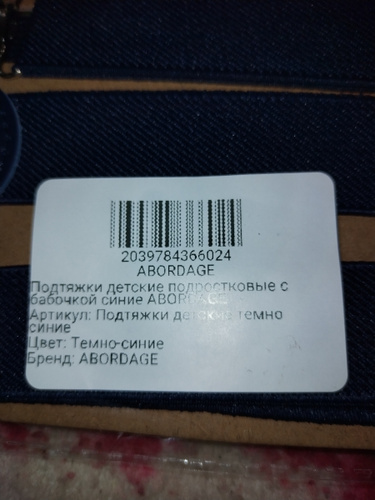 2039784366024
ABORDAGE
Подтяжки детские подростковые с
бабочкой синие ABORDAGE
Артикул: Подтяжки детские темно
синие
Цвет: Темно-синие
Бренд: ABORDAGE